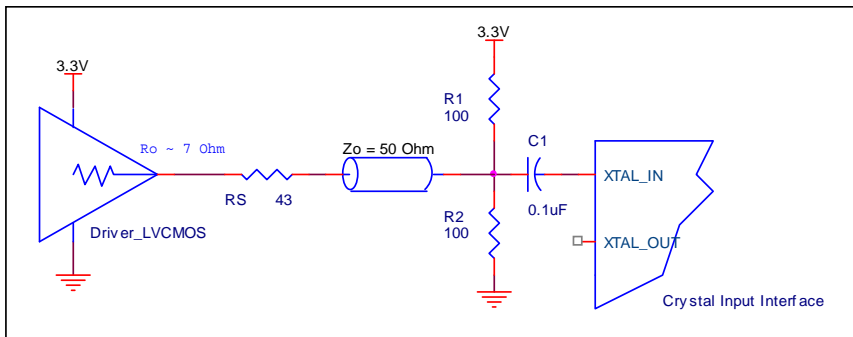 3.3V
3.3V
R1
100
Ro ~ 7 Ohm
Zo = 50 Ohm
C1
XTAL_IN
RS 43
0.1uF
R2
100
XTAL_OUT
Driver_LVCMOS
Crystal Input Interface